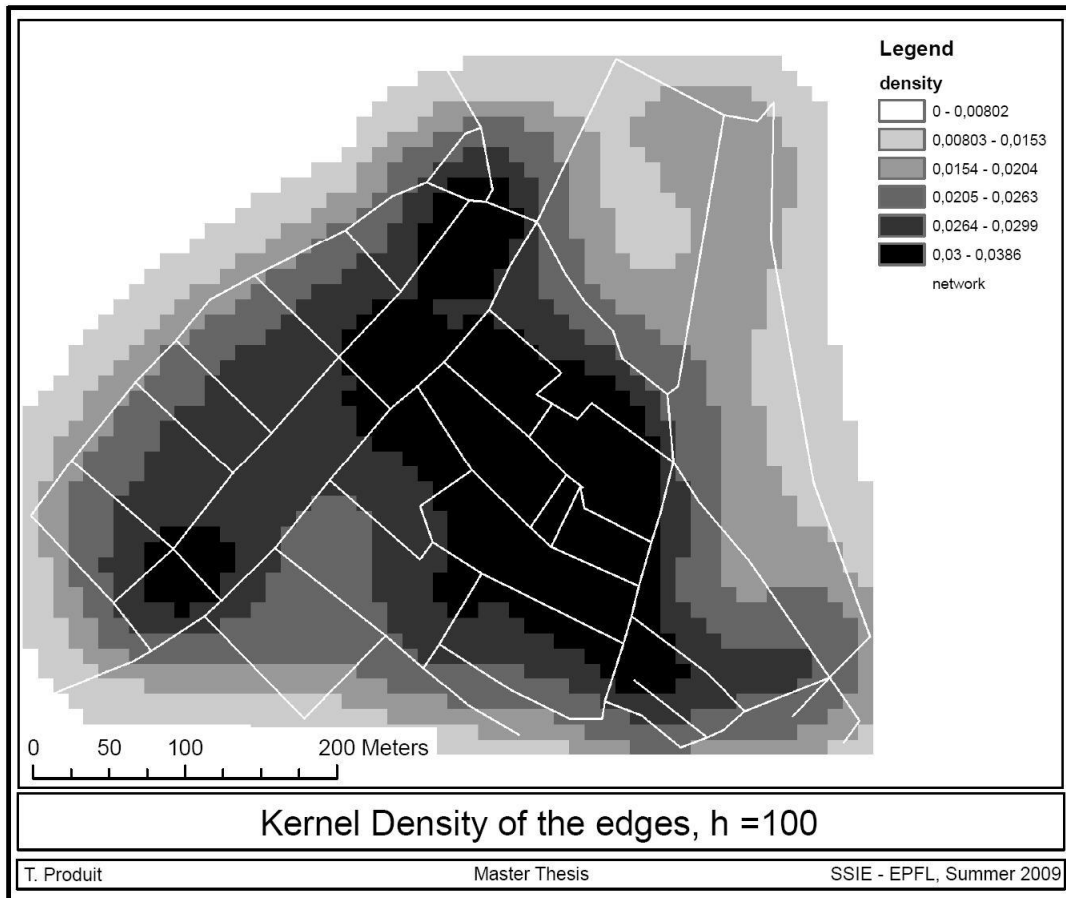 Legend
density
0 - 0,00802
0,00803 - 0,0153
0,0154 - 0,0204
0,0205 - 0,0263
0,0264 - 0,0299
0,03 - 0,0386
network
0 50 100 200 Meters
Kernel Density of the edges, h =100
T. Produit Master Thesis SSIE - EPFL, Summer 2009